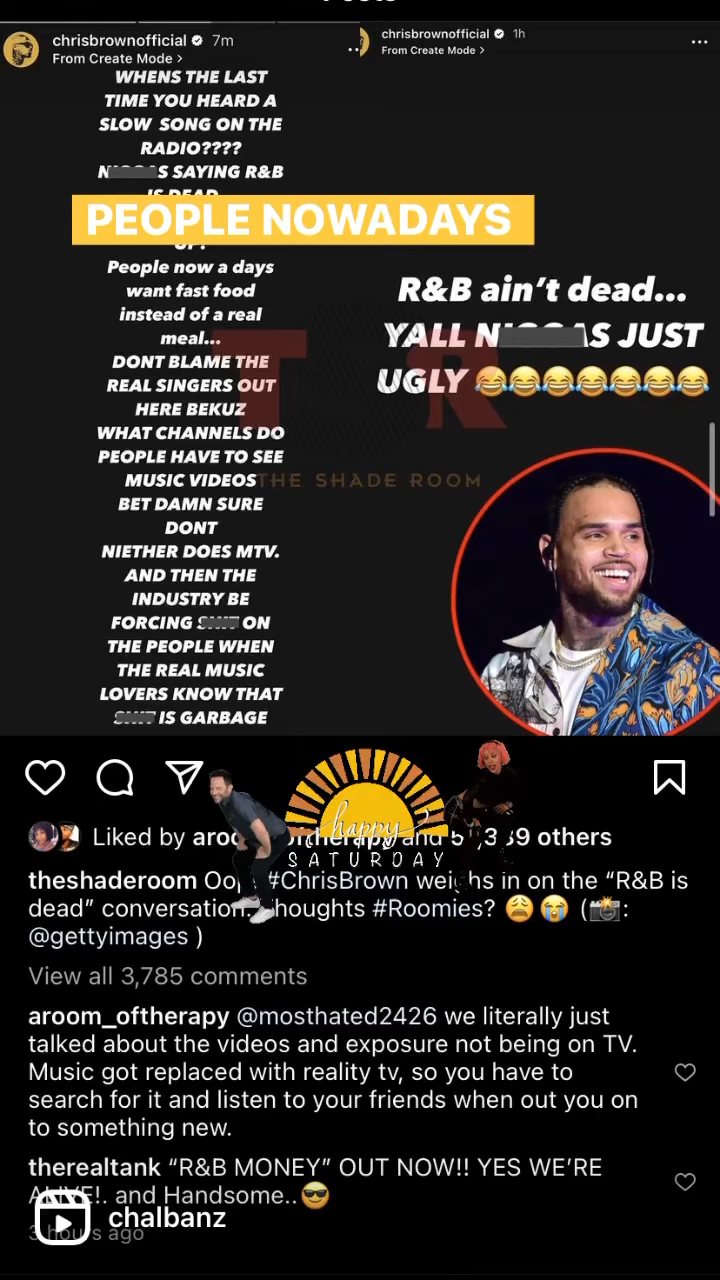 chrisbrownofficial 7m
From Create Mode >
WHENS THE LAST
TIME YOU HEARD A
SLOW SONG ON THE
RADIO????
S SAYING R&B
IS DEAD
PEOPLE NOWADAYS
UP!
People now a days
want fast food
instead of a real
meal...
DONT BLAME THE
REAL SINGERS OUT
HERE BEKUZ
WHAT CHANNELS DO
PEOPLE HAVE TO SEE
MUSIC VIDEOS
BET DAMN SURE
DONT
NIETHER DOES MTV.
AND THEN THE
INDUSTRY BE
FORCING ON
THE PEOPLE WHEN
THE REAL MUSIC
LOVERS KNOW THAT
IS GARBAGE
chrisbrownofficial 1h
From Create Mode >
R&B ain't dead...
YALL JUST
UGLY 😂😂😂😂😂😂😂
TSR
THE SHADE ROOM
happy
SATURDAY
Liked by and others
theshaderoom #ChrisBrown weighs in on the “R&B is
dead” conversation. Thoughts #Roomies? 😩 😭 (📸:
@gettyimages )
View all 3,785 comments
aroom_oftherapy @mosthated2426 we literally just
talked about the videos and exposure not being on TV.
Music got replaced with reality tv, so you have to
search for it and listen to your friends when out you on
to something new.
therealtank “R&B MONEY” OUT NOW!! YES WE’RE
ALIVE!. and Handsome.. 😎
chalbanz
3 hours ago